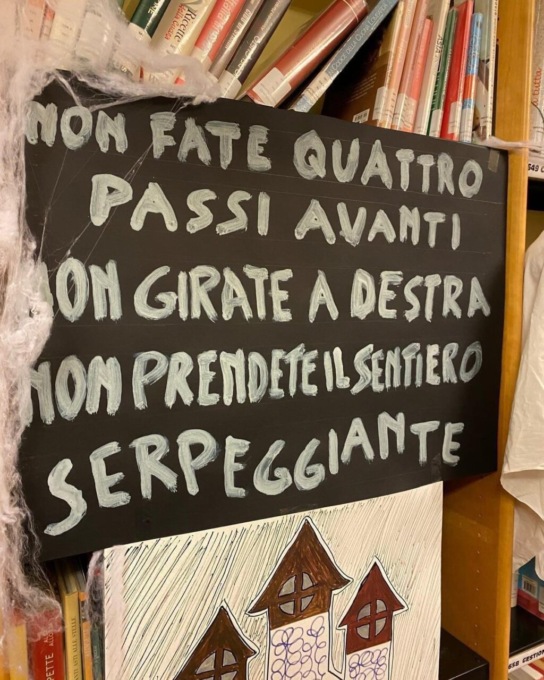 NON FATE QUATTRO
PASSI AVANTI
NON GIRATE A DESTRA
NON PRENDETE IL SENTIERO
SERPEGGIANTE